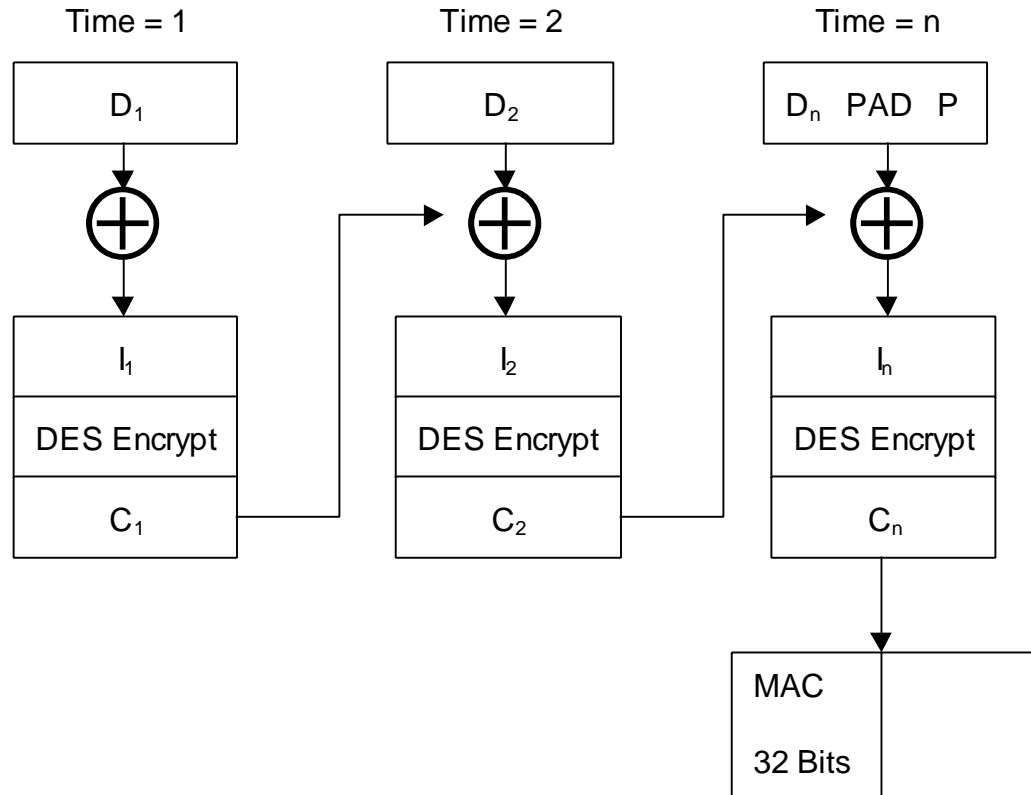 Time = 1
Time = 2
Time = n
D₁
D₂
Dₙ PAD P
I₁
I₂
Iₙ
DES Encrypt
DES Encrypt
DES Encrypt
C₁
C₂
Cₙ
MAC
32 Bits